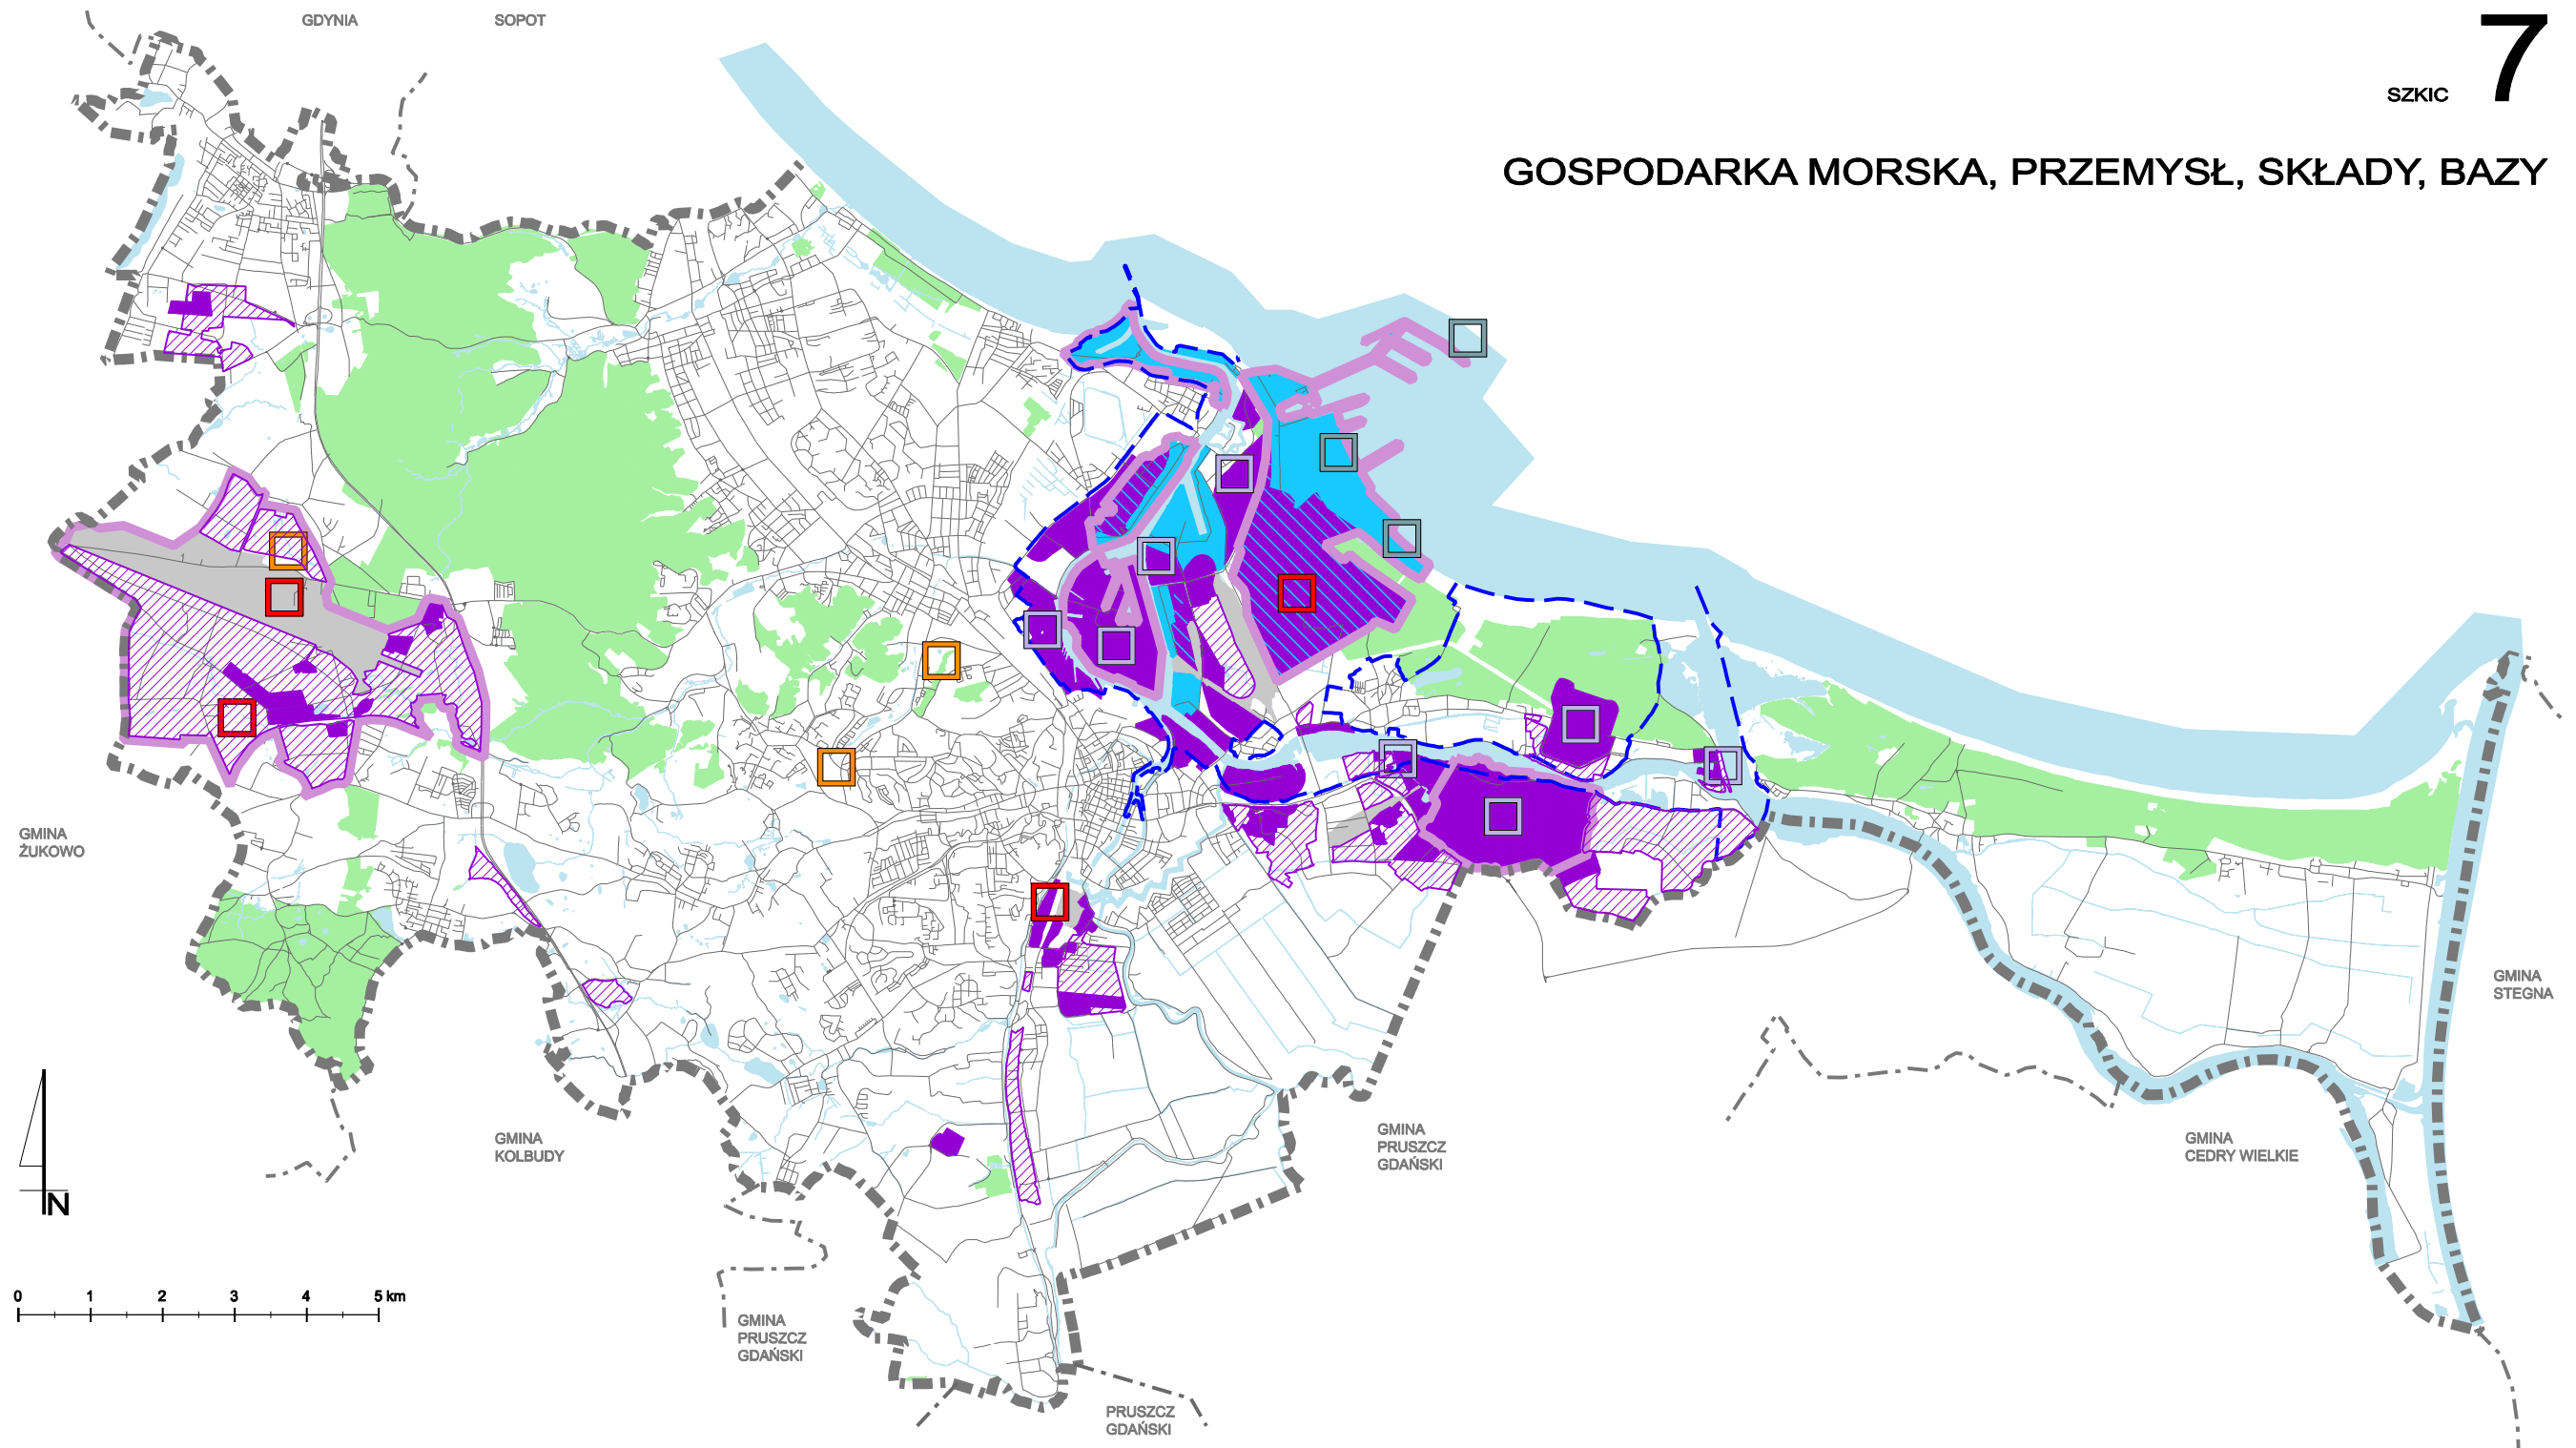 GDYNIA
SOPOT
7
SZKIC
GOSPODARKA MORSKA, PRZEMYSŁ, SKŁADY, BAZY
GMINA
ŻUKOWO
GMINA
STEGNA
GMINA
KOLBUDY
GMINA
PRUSZCZ
GDAŃSKI
GMINA
CEDRY WIELKIE
N
0 1 2 3 4 5 km
GMINA
PRUSZCZ
GDAŃSKI
PRUSZCZ
GDAŃSKI